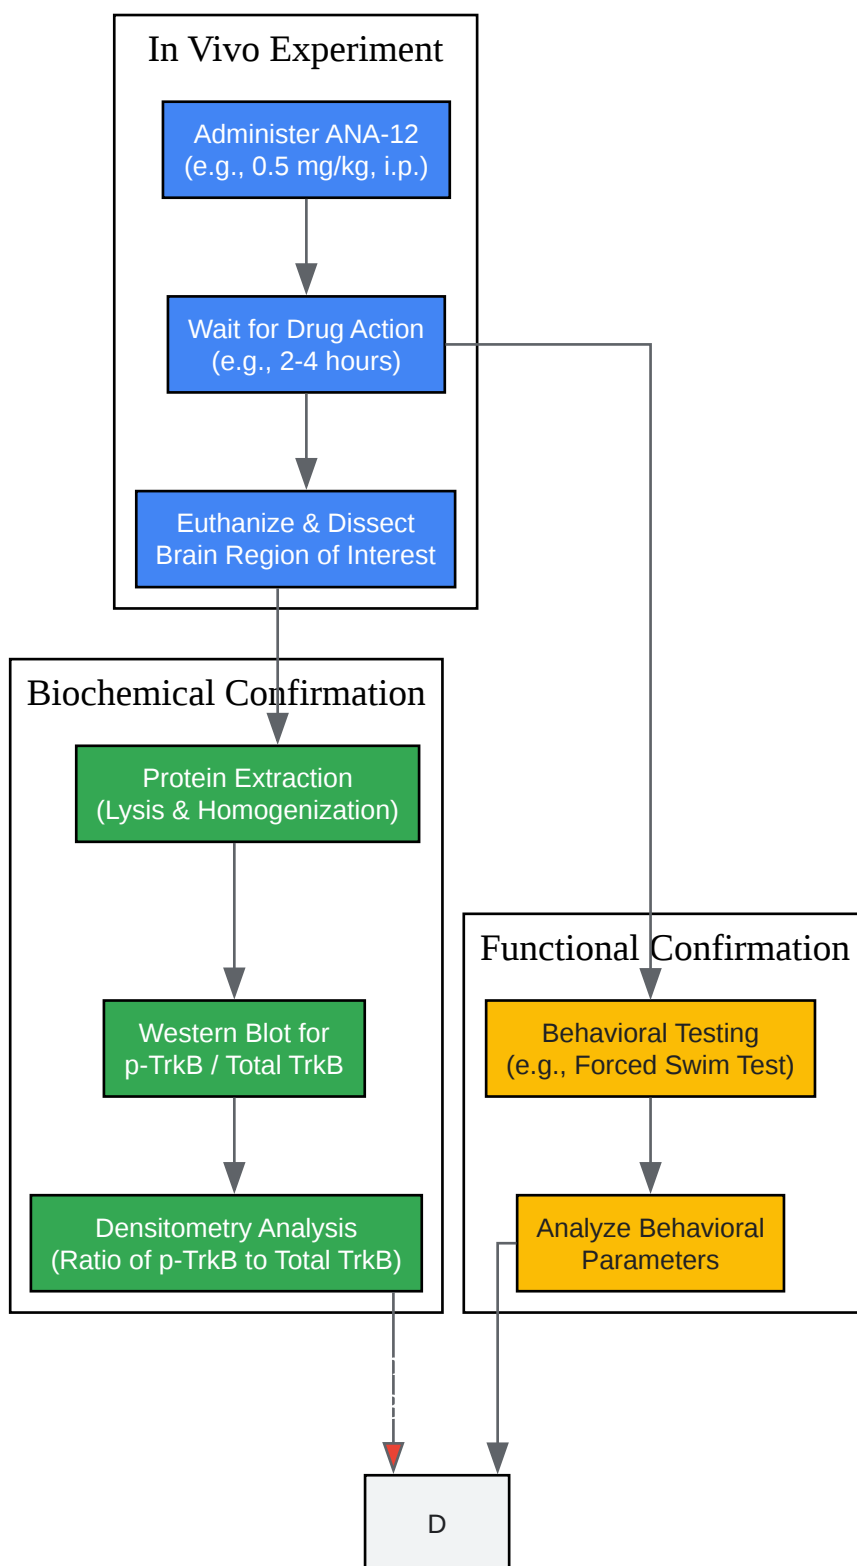 In Vivo Experiment
Administer ANA-12
(e.g., 0.5 mg/kg, i.p.)
Wait for Drug Action
(e.g., 2-4 hours)
Euthanize & Dissect
Brain Region of Interest
Biochemical Confirmation
Protein Extraction
(Lysis & Homogenization)
Western Blot for
p-TrkB / Total TrkB
Densitometry Analysis
(Ratio of p-TrkB to Total TrkB)
Functional Confirmation
Behavioral Testing
(e.g., Forced Swim Test)
Analyze Behavioral
Parameters
D